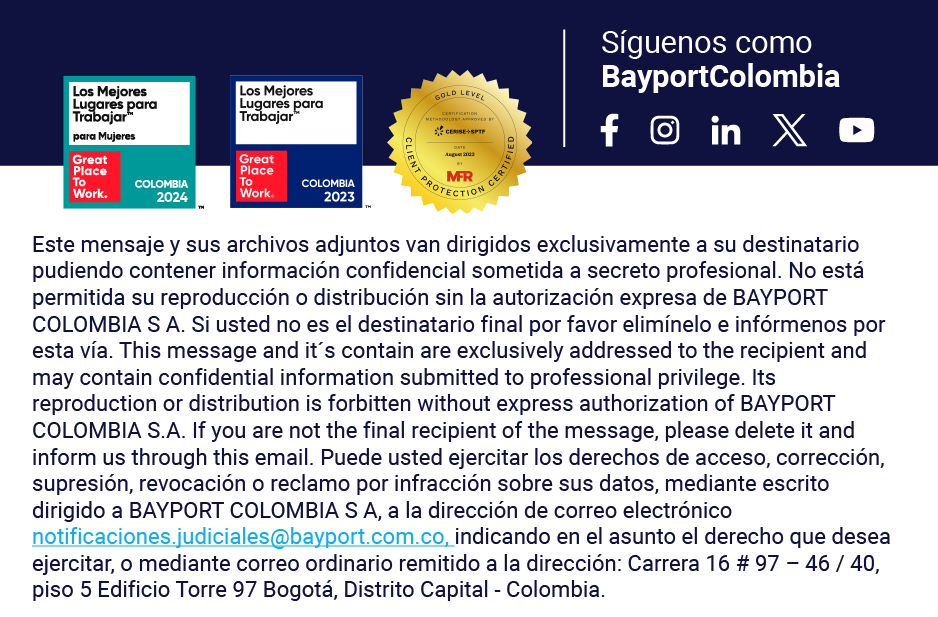 Síguenos como
BayportColombia
Los Mejores
Lugares para
Trabajar™
para Mujeres
Great
Place
To
Work.
COLOMBIA
2024
™
Los Mejores
Lugares para
Trabajar™
Great
Place
To
Work.
COLOMBIA
2023
™
GOLD LEVEL
CERTIFICATION
METHODOLOGY APPROVED BY
CERISE+SPTF
DATE
August 2023
BY
MFR
CLIENT PROTECTION CERTIFIED
Este mensaje y sus archivos adjuntos van dirigidos exclusivamente a su destinatario
pudiendo contener información confidencial sometida a secreto profesional. No está
permitida su reproducción o distribución sin la autorización expresa de BAYPORT
COLOMBIA S A. Si usted no es el destinatario final por favor elimínelo e infórmenos por
esta vía. This message and it´s contain are exclusively addressed to the recipient and
may contain confidential information submitted to professional privilege. Its
reproduction or distribution is forbitten without express authorization of BAYPORT
COLOMBIA S.A. If you are not the final recipient of the message, please delete it and
inform us through this email. Puede usted ejercitar los derechos de acceso, corrección,
supresión, revocación o reclamo por infracción sobre sus datos, mediante escrito
dirigido a BAYPORT COLOMBIA S A, a la dirección de correo electrónico
notificaciones.judiciales@bayport.com.co, indicando en el asunto el derecho que desea
ejercitar, o mediante correo ordinario remitido a la dirección: Carrera 16 # 97 – 46 / 40,
piso 5 Edificio Torre 97 Bogotá, Distrito Capital - Colombia.